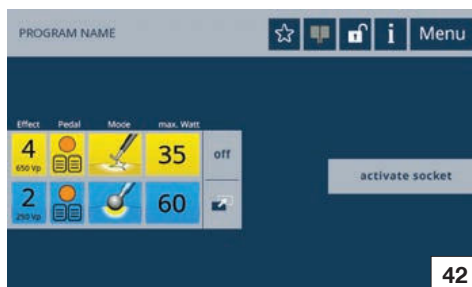 PROGRAM NAME
i Menu
Effect Pedal Mode max. Watt
4 35 off
650 Vp
activate socket
2 60
250 Vp
42